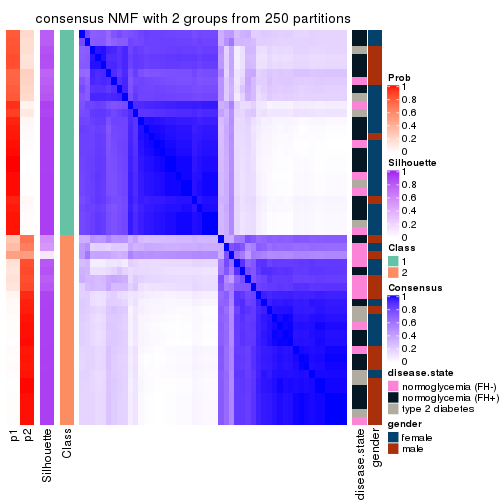 consensus NMF with 2 groups from 250 partitions
p1
p2
Silhouette
Class
disease.state
gender
Prob
1
0.8
0.6
0.4
0.2
0
Silhouette
1
0.8
0.6
0.4
0.2
0
Class
1
2
Consensus
1
0.8
0.6
0.4
0.2
0
disease.state
normoglycemia (FH-)
normoglycemia (FH+)
type 2 diabetes
gender
female
male